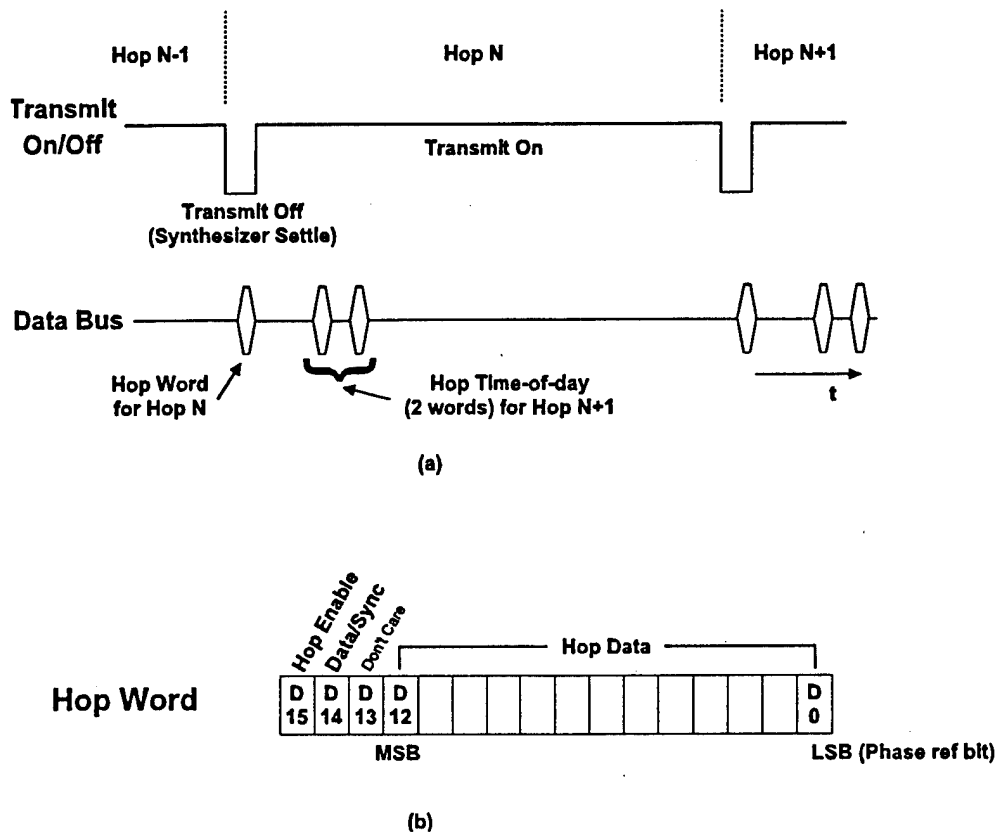 Hop N-1
Hop N
Hop N+1
Transmit
On/Off
Transmit On
Transmit Off
(Synthesizer Settle)
Data Bus
Hop Word
for Hop N
Hop Time-of-day
(2 words) for Hop N+1
t
(a)
Hop Enable
Data/Sync
Don't Care
Hop Data
Hop Word
D D D D D
15 14 13 12 0
MSB
LSB (Phase ref bit)
(b)